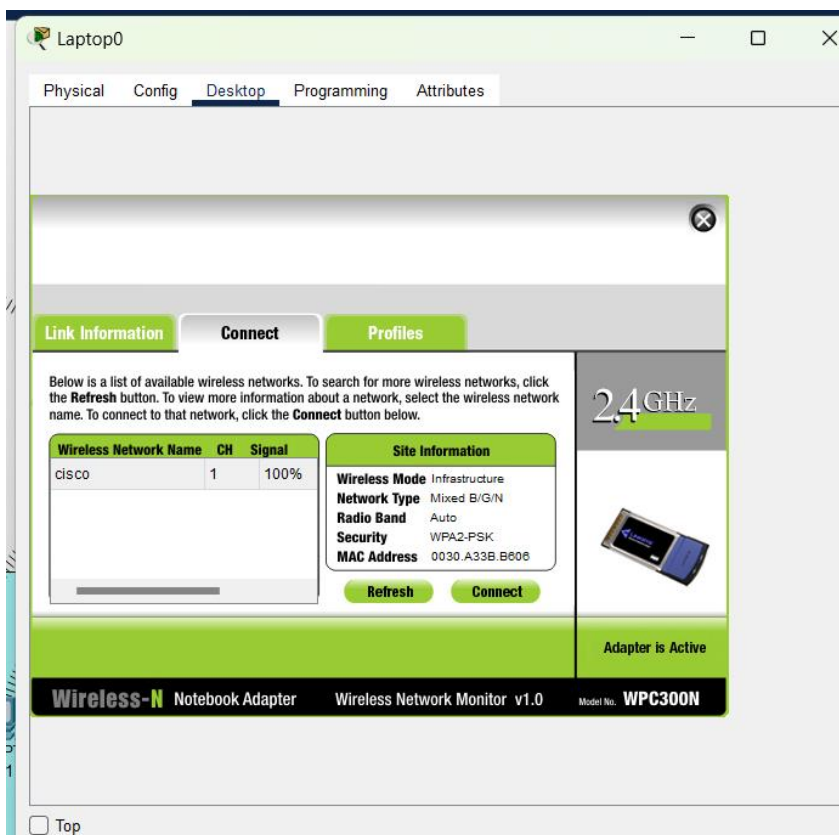 Laptop0
Physical Config Desktop Programming Attributes
Link Information Connect Profiles
Below is a list of available wireless networks. To search for more wireless networks, click
the Refresh button. To view more information about a network, select the wireless network
name. To connect to that network, click the Connect button below.
2.4GHz
Wireless Network Name CH Signal
cisco 1 100%
Site Information
Wireless Mode Infrastructure
Network Type Mixed B/G/N
Radio Band Auto
Security WPA2-PSK
MAC Address 0030.A33B.B606
Refresh Connect
Adapter is Active
Wireless-N Notebook Adapter Wireless Network Monitor v1.0 Model No. WPC300N
1
Top